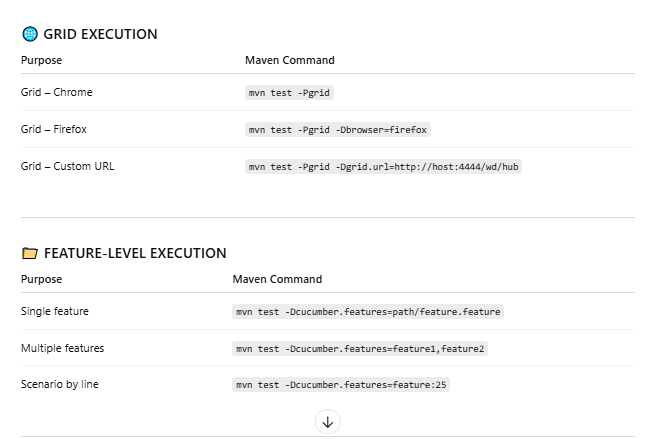 🌐 GRID EXECUTION
Purpose Maven Command
Grid – Chrome mvn test -Pgrid
Grid – Firefox mvn test -Pgrid -Dbrowser=firefox
Grid – Custom URL mvn test -Pgrid -Dgrid.url=http://host:4444/wd/hub
📁 FEATURE-LEVEL EXECUTION
Purpose Maven Command
Single feature mvn test -Dcucumber.features=path/feature.feature
Multiple features mvn test -Dcucumber.features=feature1,feature2
Scenario by line mvn test -Dcucumber.features=feature:25